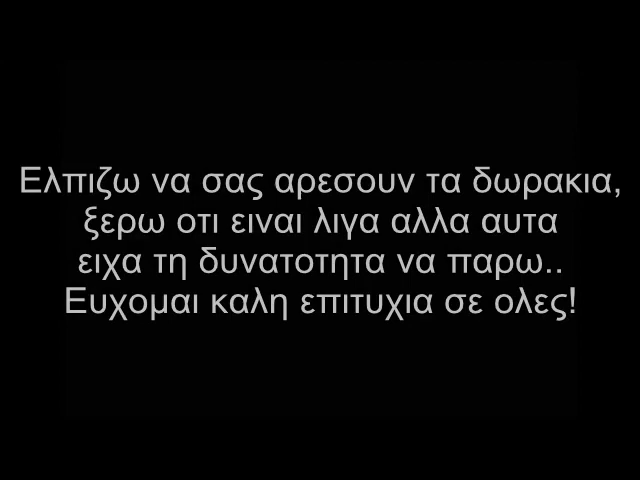 Ελπιζω να σας αρεσουν τα δωρακια,
ξερω οτι ειναι λιγα αλλα αυτα
ειχα τη δυνατοτητα να παρω..
Ευχομαι καλη επιτυχια σε ολες!